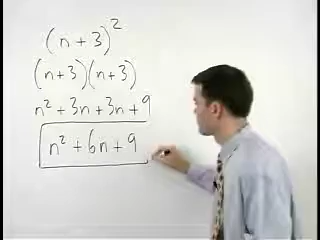 (n + 3)²
(n+3)(n+3)
n² + 3n + 3n + 9
n² + 6n + 9